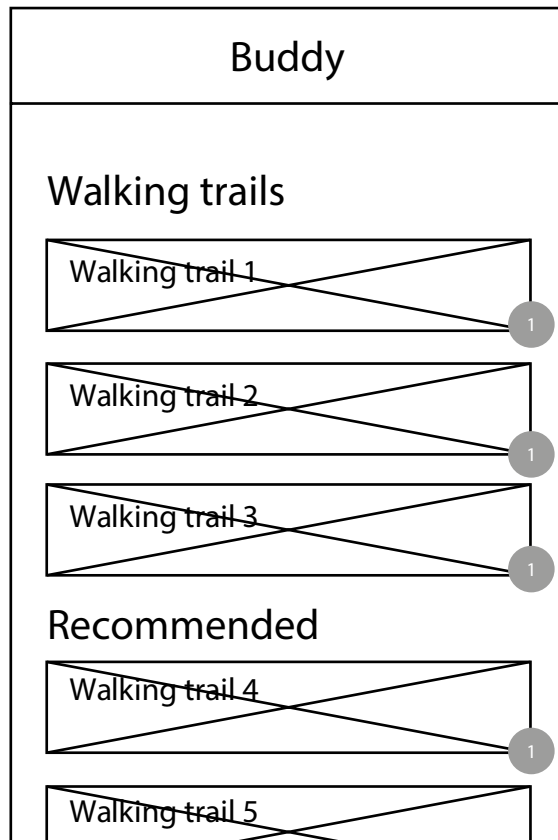 Buddy
Walking trails
Walking trail 1
1
Walking trail 2
1
Walking trail 3
1
Recommended
Walking trail 4
1
Walking trail 5